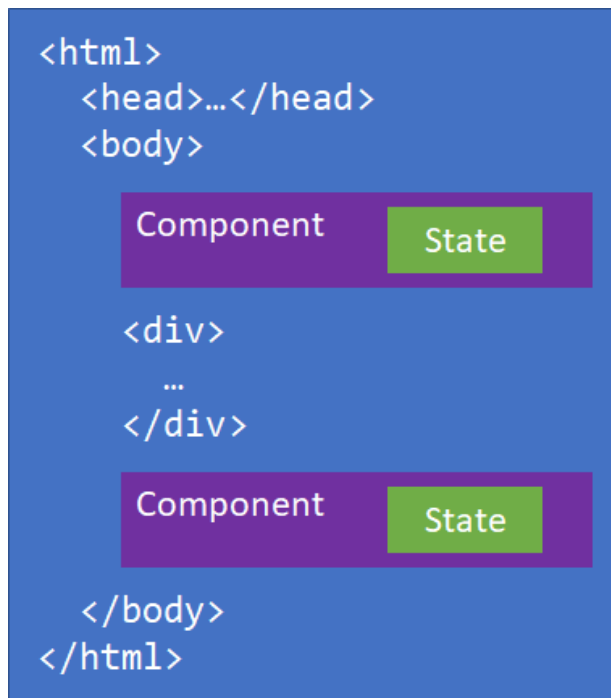 <html>
<head>…</head>
<body>
Component State
<div>
…
</div>
Component State
</body>
</html>